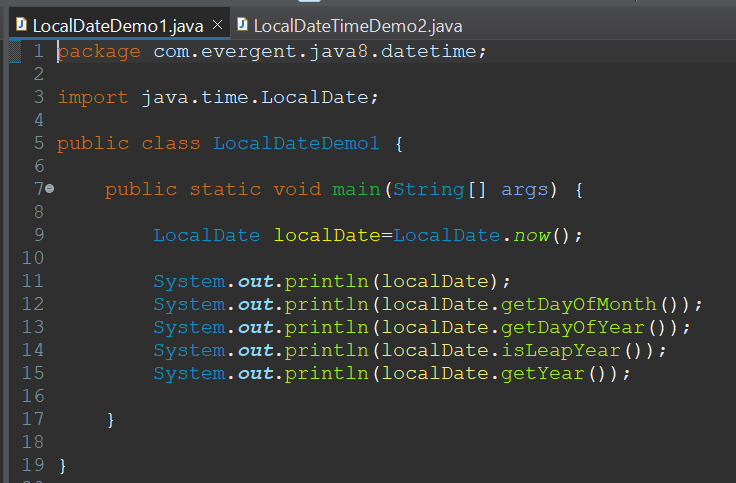 LocalDateDemo1.java LocalDateTimeDemo2.java
1 package com.evergent.java8.datetime;
2
3 import java.time.LocalDate;
4
5 public class LocalDateDemo1 {
6
7 public static void main(String[] args) {
8
9 LocalDate localDate=LocalDate.now();
10
11 System.out.println(localDate);
12 System.out.println(localDate.getDayOfMonth());
13 System.out.println(localDate.getDayOfYear());
14 System.out.println(localDate.isLeapYear());
15 System.out.println(localDate.getYear());
16
17 }
18
19 }